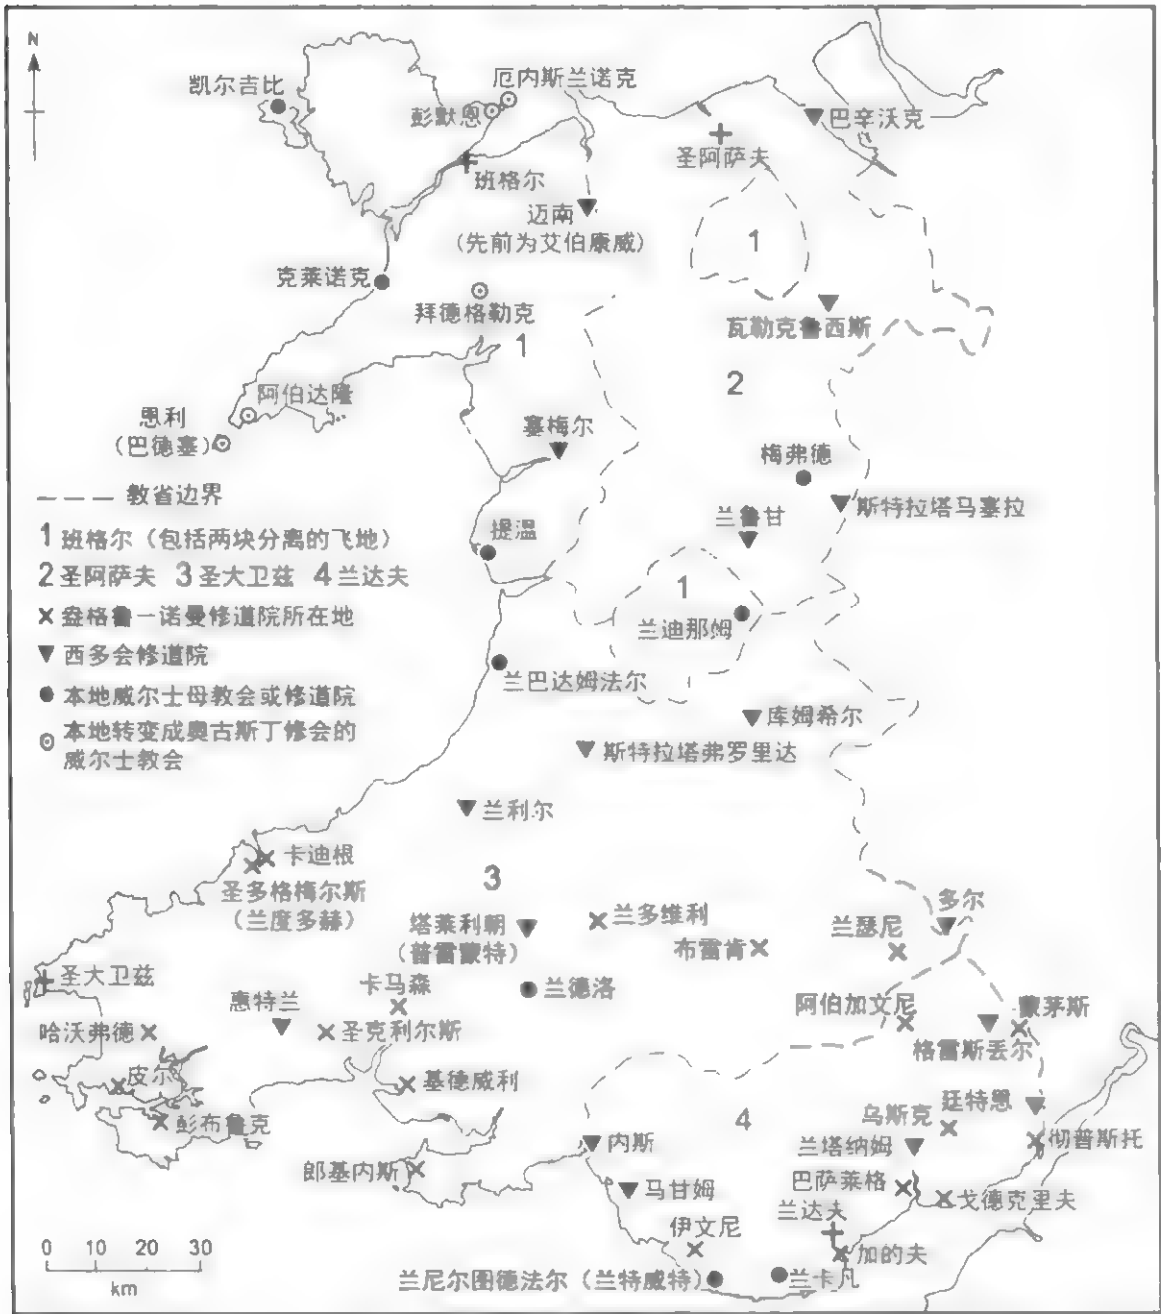 N
凯尔吉比
厄内斯兰诺克
彭默恩
巴辛沃克
圣阿萨夫
班格尔
迈南
(先前为艾伯康威)
1
克莱诺克
拜德格勒克
瓦勒克鲁西斯
1
2
阿伯达隆
恩利
(巴德塞)
塞梅尔
梅弗德
教省边界
斯特拉塔马塞拉
兰鲁甘
1 班格尔 (包括两块分离的飞地)
提温
2 圣阿萨夫 3 圣大卫兹 4 兰达夫
1
盎格鲁一诺曼修道院所在地
兰迪那姆
西多会修道院
兰巴达姆法尔
本地威尔士母教会或修道院
库姆希尔
本地转变成奥古斯丁修会的
威尔士教会
斯特拉塔弗罗里达
兰利尔
卡迪根
圣多格梅尔斯
(兰度多赫)
3
塔莱利朝
(普雷蒙特)
兰多维利
布雷肯
兰瑟尼
多尔
圣大卫兹
卡马森
兰德洛
惠特兰
阿伯加文尼
蒙茅斯
哈沃弗德
圣克利尔斯
格雷斯丢尔
皮尔
基德威利
彭布鲁克
4
乌斯克
廷特恩
内斯
兰塔纳姆
彻普斯托
郎基内斯
马甘姆
巴萨莱格
戈德克里夫
兰达夫
伊文尼
加的夫
0 10 20 30
km
兰尼尔图德法尔 (兰特威特)
兰卡凡